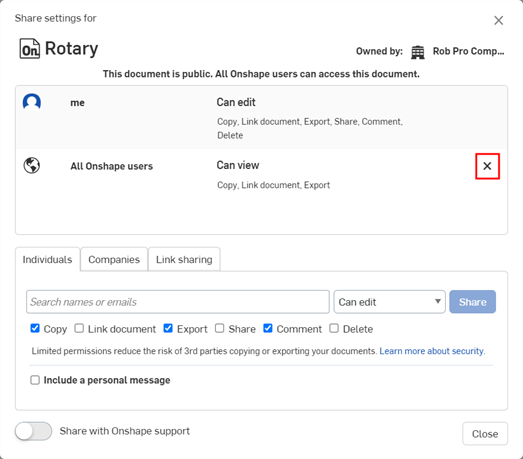 Share settings for
On Rotary
Owned by: Rob Pro Comp...
This document is public. All Onshape users can access this document.
me Can edit
Copy, Link document, Export, Share, Comment,
Delete
All Onshape users Can view
Copy, Link document, Export
Individuals Companies Link sharing
Search names or emails Can edit Share
Copy Link document Export Share Comment Delete
Limited permissions reduce the risk of 3rd parties copying or exporting your documents. Learn more about security.
Include a personal message
Share with Onshape support
Close